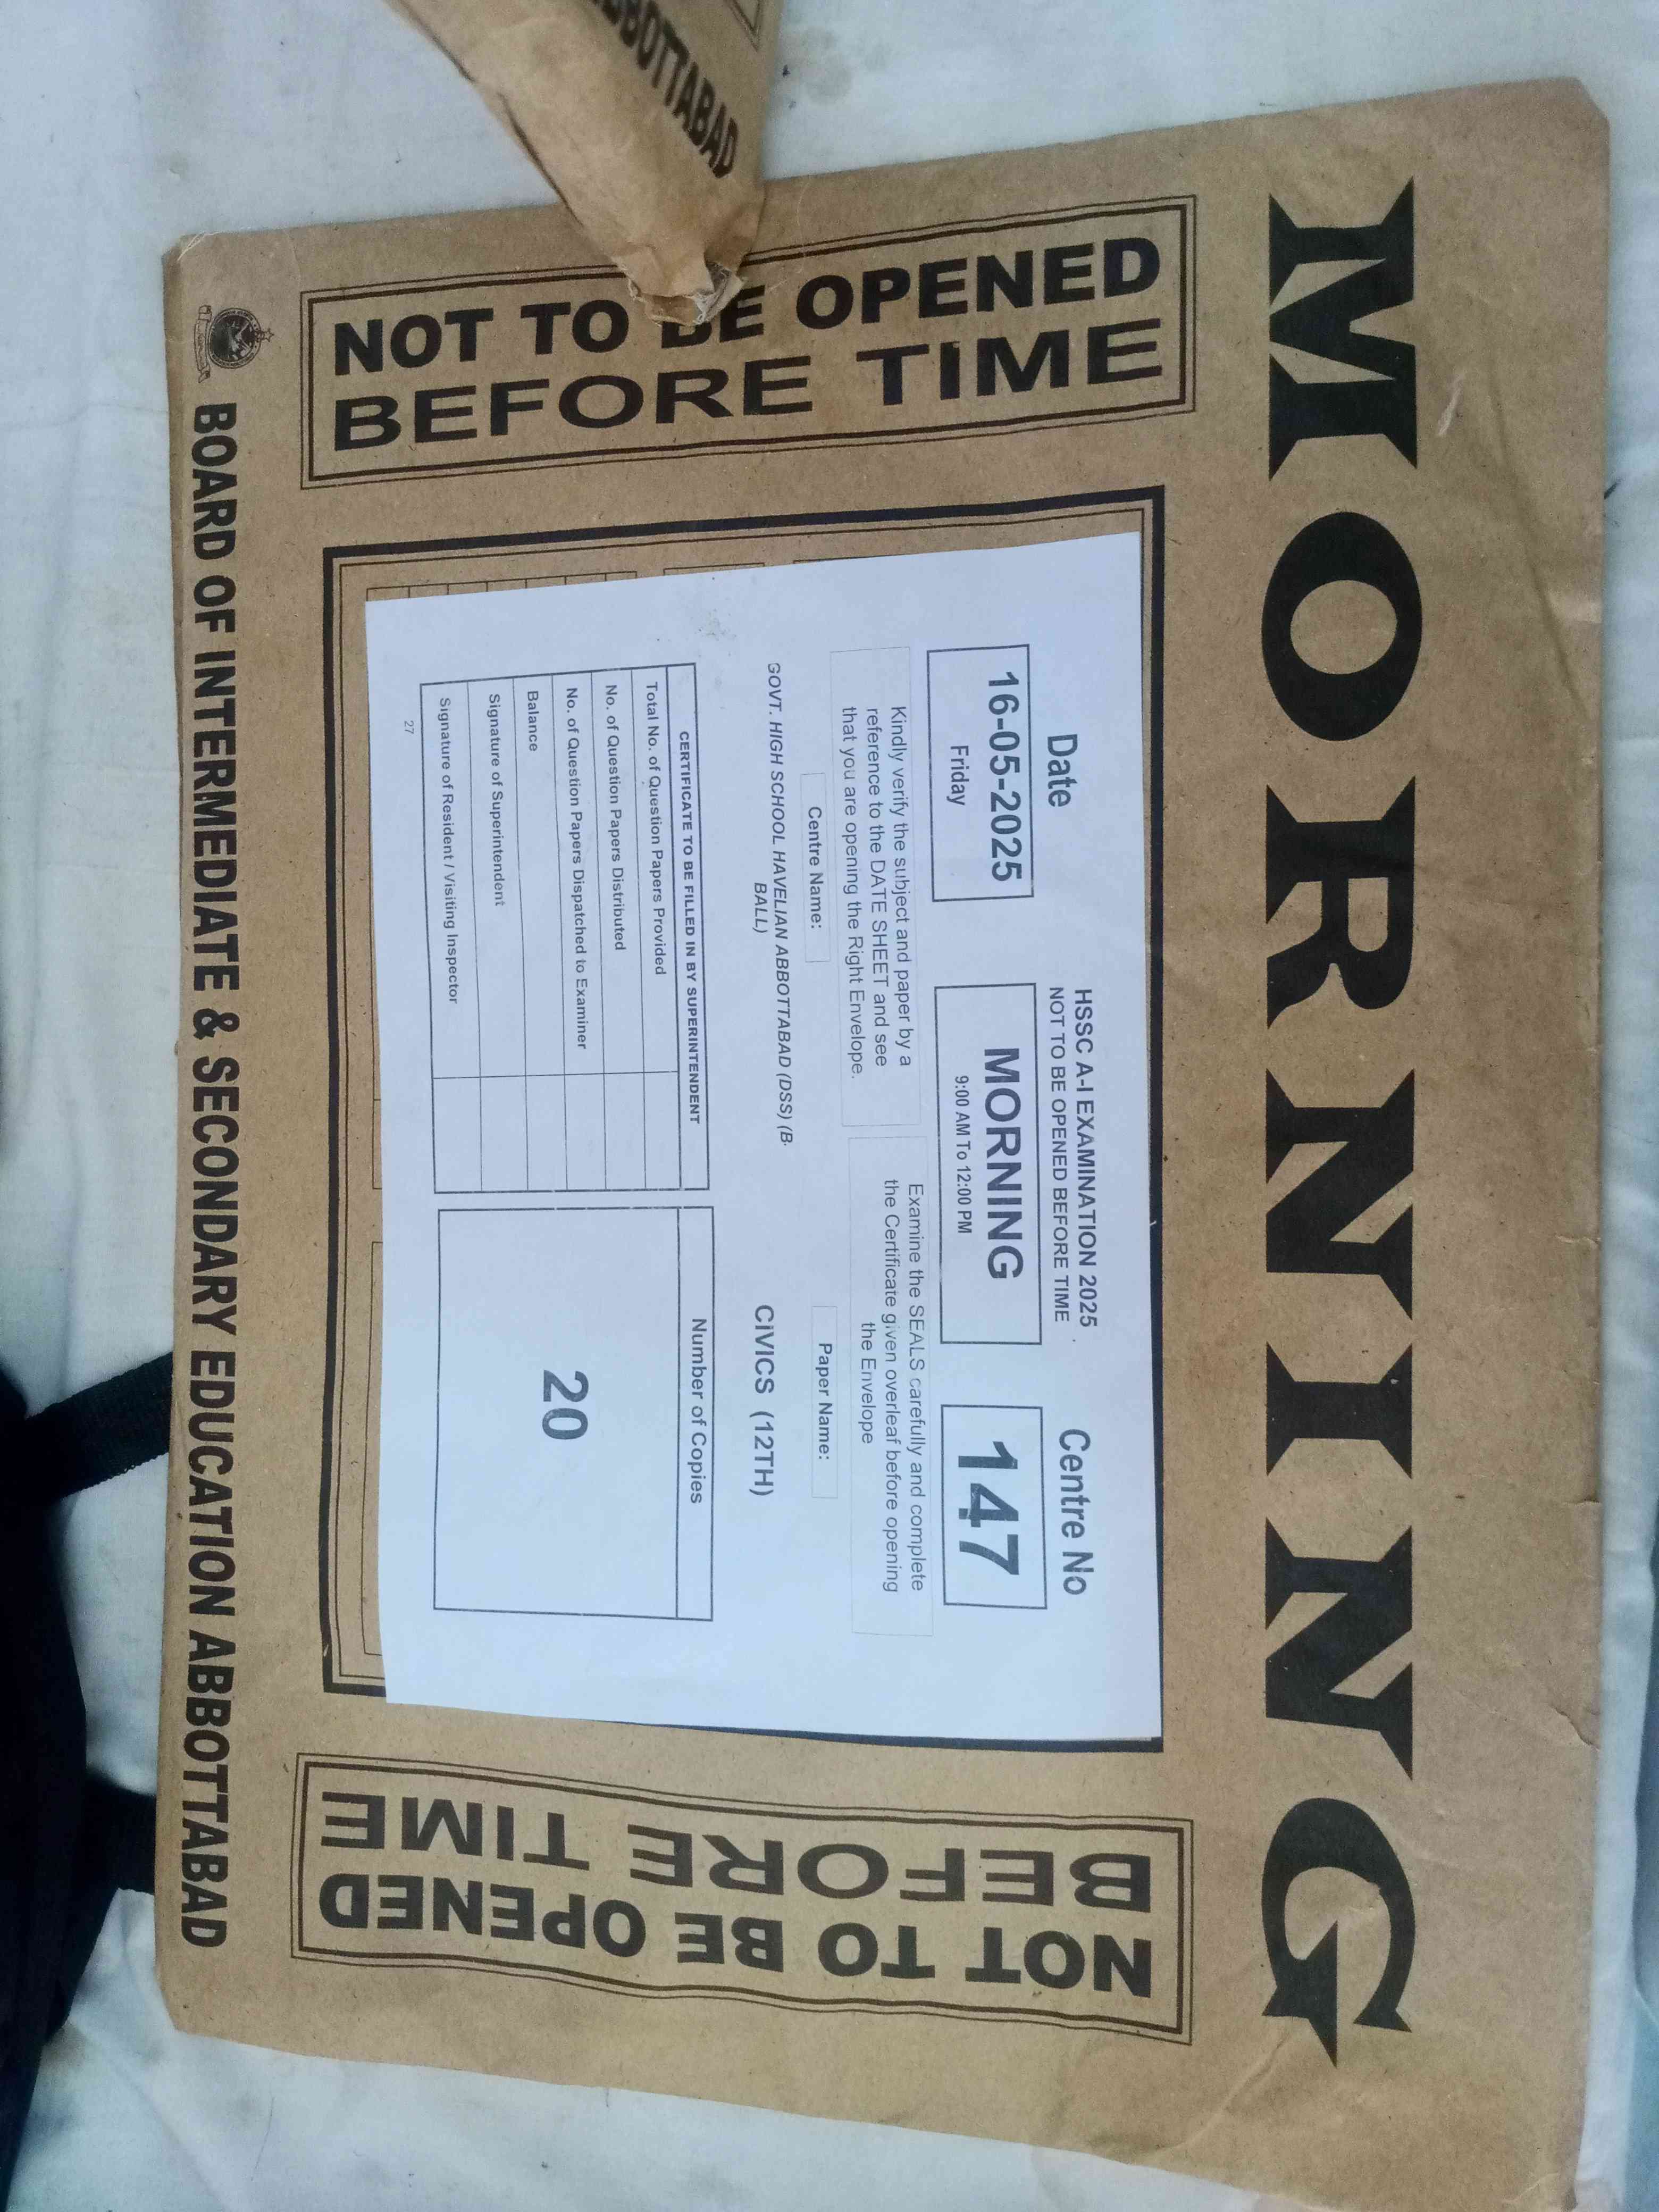 BBOTTABAD
MORNING
NOT TO BE OPENED
BEFORE TIME
Date
16-05-2025
Friday
HSSC A-I EXAMINATION 2025
NOT TO BE OPENED BEFORE TIME
MORNING
9:00 AM To 12:00 PM
Centre No
147
Kindly verify the subject and paper by a
reference to the DATE SHEET and see
that you are opening the Right Envelope.
Examine the SEALS carefully and complete
the Certificate given overleaf before opening
the Envelope
Centre Name:
GOVT. HIGH SCHOOL HAVELIAN ABBOTTABAD (DSS) (B-
BALL)
Paper Name:
CIVICS (12TH)
CERTIFICATE TO BE FILLED IN BY SUPERINTENDENT
Total No. of Question Papers Provided
No. of Question Papers Distributed
No. of Question Papers Dispatched to Examiner
Balance
Signature of Superintendent
Signature of Resident / Visiting Inspector
27
Number of Copies
20
NOT TO BE OPENED
BEFORE TIME
BOARD OF INTERMEDIATE & SECONDARY EDUCATION ABBOTTABAD